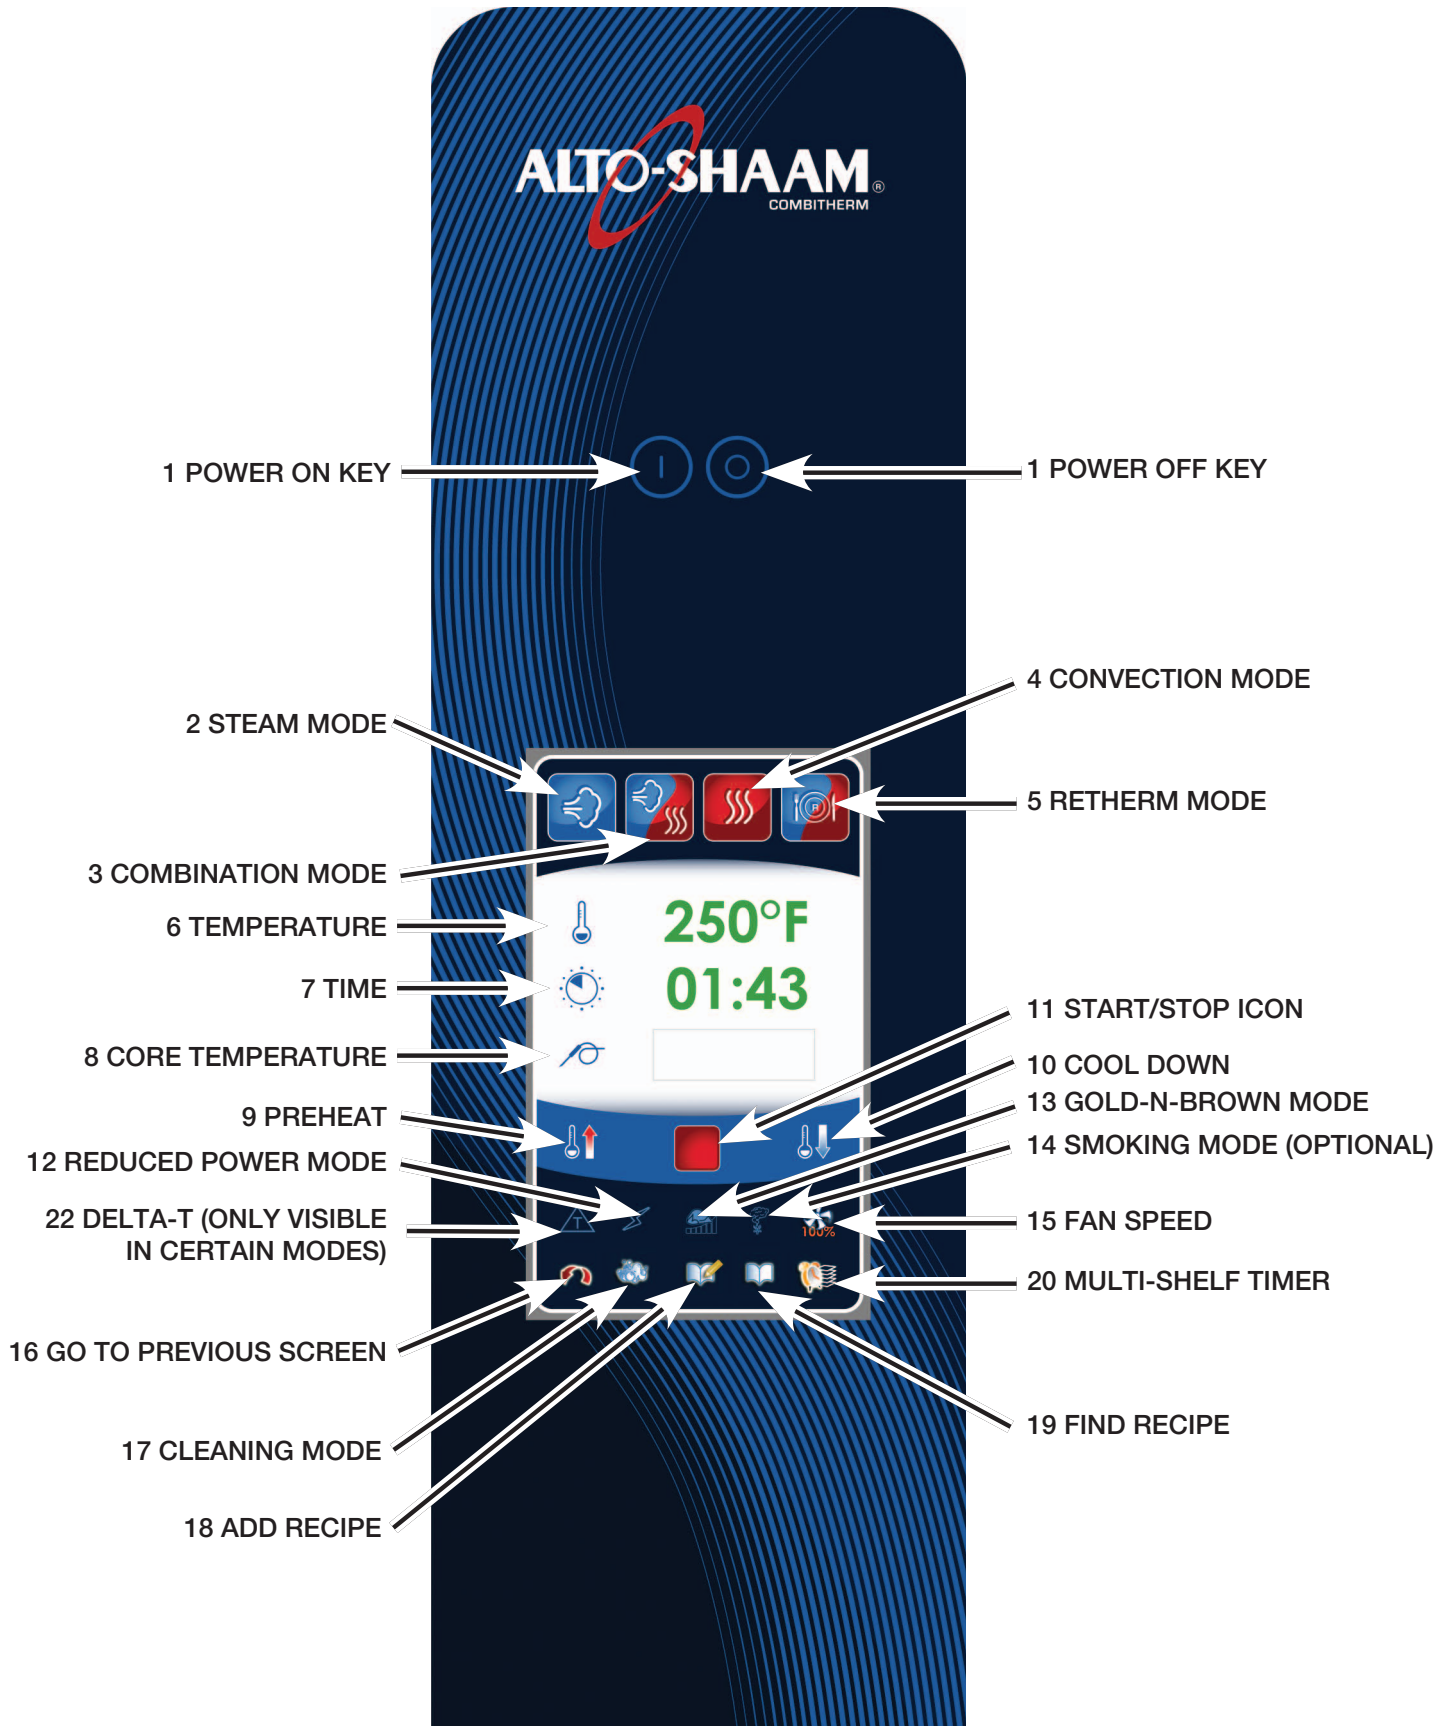 ALTO-SHAAM®
COMBITHERM
1 POWER ON KEY
1 POWER OFF KEY
4 CONVECTION MODE
2 STEAM MODE
R
5 RETHERM MODE
3 COMBINATION MODE
6 TEMPERATURE
250°F
7 TIME
01:43
11 START/STOP ICON
8 CORE TEMPERATURE
10 COOL DOWN
13 GOLD-N-BROWN MODE
9 PREHEAT
14 SMOKING MODE (OPTIONAL)
12 REDUCED POWER MODE
22 DELTA-T (ONLY VISIBLE
IN CERTAIN MODES)
T
100%
15 FAN SPEED
20 MULTI-SHELF TIMER
16 GO TO PREVIOUS SCREEN
19 FIND RECIPE
17 CLEANING MODE
18 ADD RECIPE